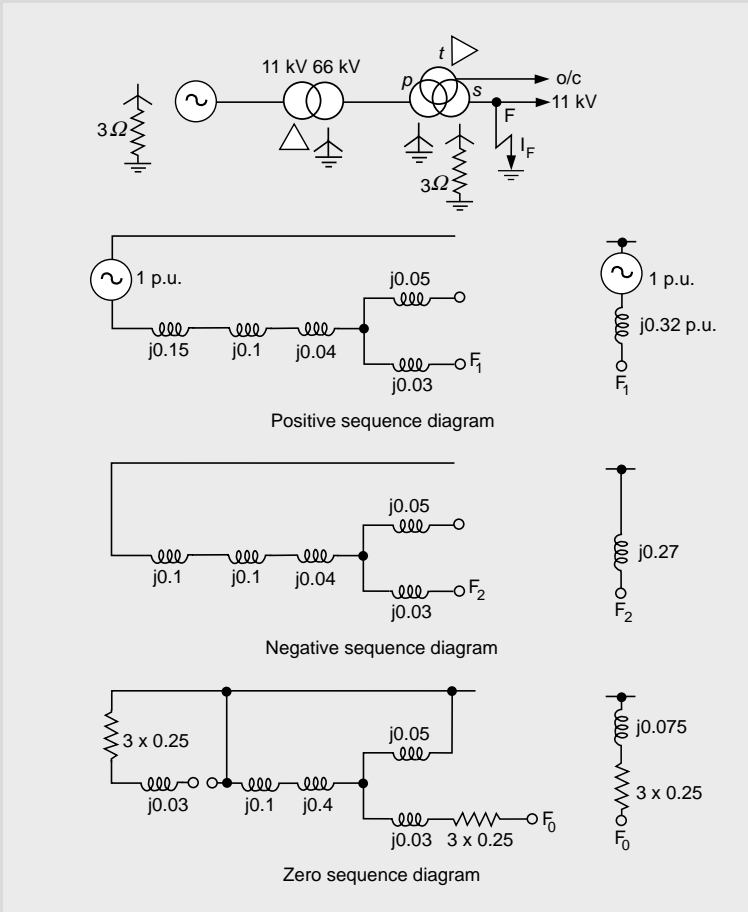 t
11 kV 66 kV
p
s
o/c
11 kV
3Ω
F
I_F
3Ω
1 p.u.
j0.05
1 p.u.
j0.15
j0.1
j0.04
F₁
j0.32 p.u.
j0.03
F₁
Positive sequence diagram
j0.05
j0.1
j0.1
j0.04
F₂
j0.27
j0.03
F₂
Negative sequence diagram
3 x 0.25
j0.05
j0.075
j0.03
j0.1
j0.4
3 x 0.25
j0.03
3 x 0.25
F₀
F₀
Zero sequence diagram